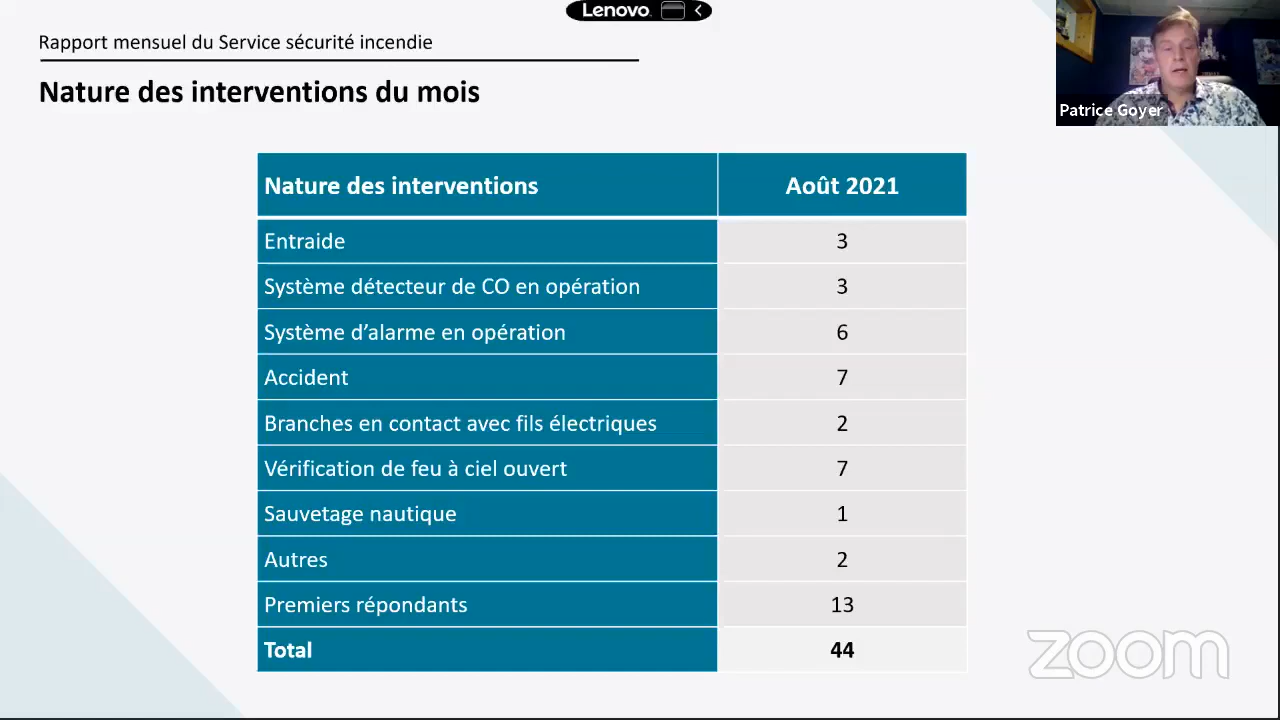 Lenovo
Rapport mensuel du Service sécurité incendie
Nature des interventions du mois
Patrice Goyer
Nature des interventions Août 2021
Entraide 3
Système détecteur de CO en opération 3
Système d’alarme en opération 6
Accident 7
Branches en contact avec fils électriques 2
Vérification de feu à ciel ouvert 7
Sauvetage nautique 1
Autres 2
Premiers répondants 13
Total 44
zoom